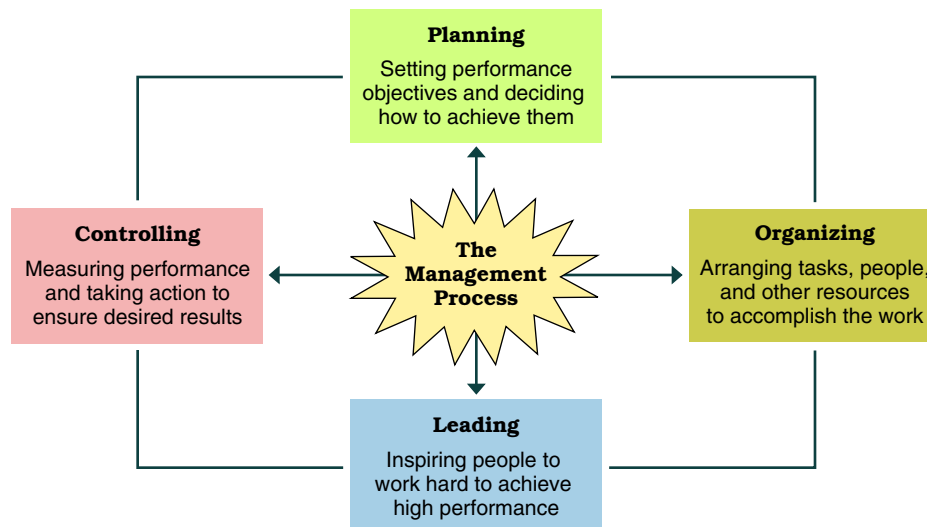 Planning
Setting performance
objectives and deciding
how to achieve them
Controlling
Measuring performance
and taking action to
ensure desired results
The
Management
Process
Organizing
Arranging tasks, people,
and other resources
to accomplish the work
Leading
Inspiring people to
work hard to achieve
high performance